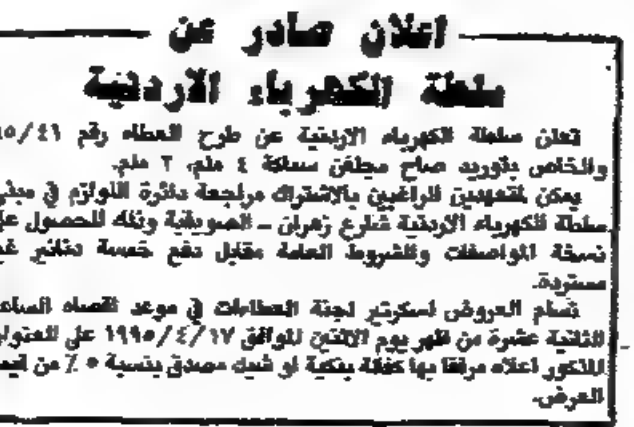 اعلان صادر عن
سلطة الكهرباء الاردنية
تعلن سلطة الكهرباء الاردنية عن طرح العطاء رقم ٩٥/٤٦
والخاص بتوريد صاج مجلفن سماكة ٤ ملم، ٢ ملم.
يمكن للمتعهدين الراغبين بالاشتراك مراجعة دائرة اللوازم في مبنى
سلطة الكهرباء الاردنية شارع زهران - الصويفية وذلك للحصول على
نسخة المواصفات والشروط العامة مقابل دفع خمسة دنانير غير
مستردة.
تسلم العروض لسكرتير لجنة العطاءات في موعد اقصاه الساعة
الثانية عشرة من ظهر يوم الاثنين الموافق ١٩٩٥/٤/١٧ على العنوان
المذكور اعلاه مرفقا بها كفالة بنكية او شيك مصدق بنسبة ٥٪ من قيمة
العرض.